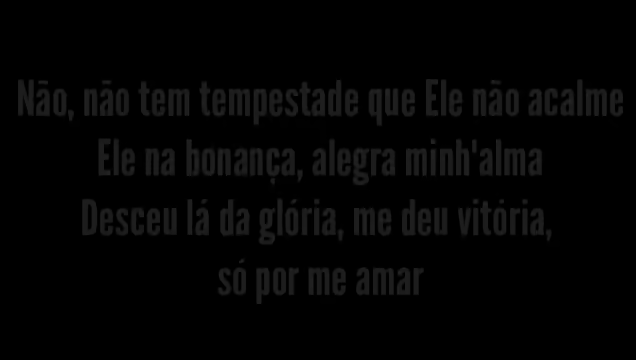 Não, não tem tempestade que Ele não acalme
Ele na bonança, alegra minh'alma
Desceu lá da glória, me deu vitória,
só por me amar